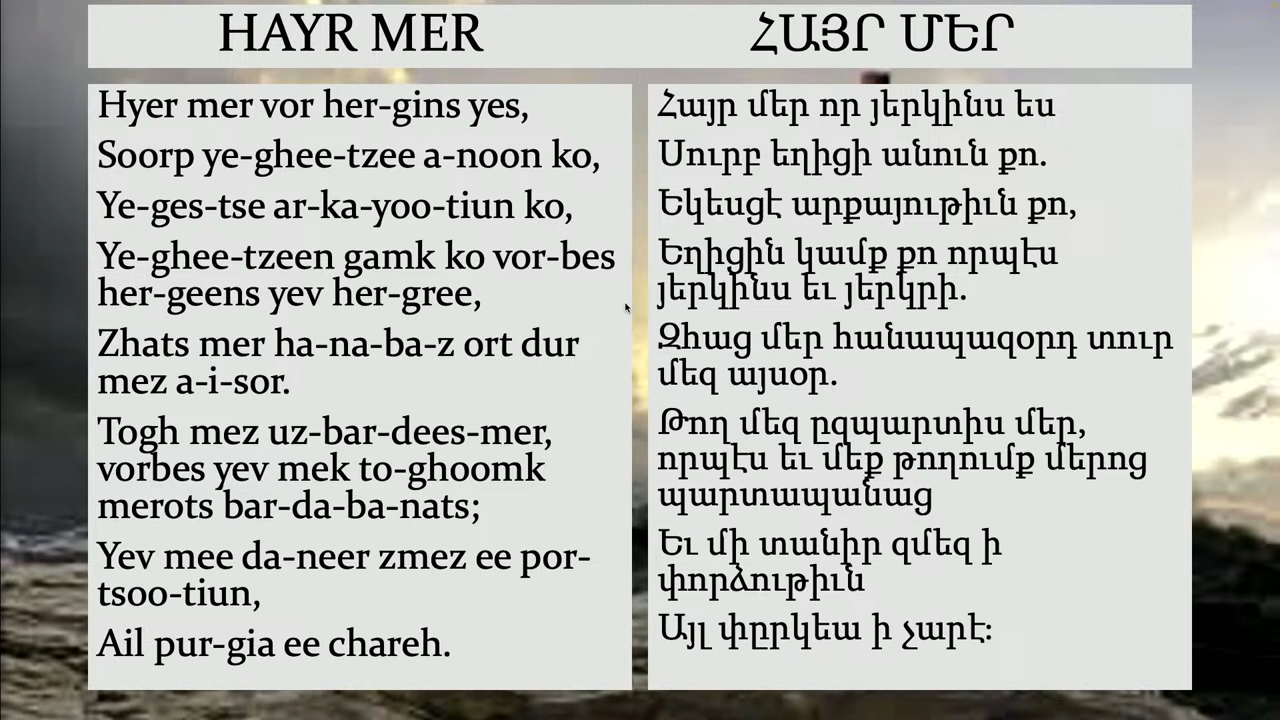 HAYR MER
Hyer mer vor her-gins yes,
Soorp ye-ghee-tzee a-noon ko,
Ye-ges-tse ar-ka-yoo-tiun ko,
Ye-ghee-tzeen gamk ko vor-bes
her-geens yev her-gree,
Zhats mer ha-na-ba-z ort dur
mez a-i-sor.
Togh mez uz-bar-dees-mer,
vorbes yev mek to-ghoomk
merots bar-da-ba-nats;
Yev mee da-neer zmez ee por-
tsoo-tiun,
Ail pur-gia ee chareh.
ՀԱՅՐ ՄԵՐ
Հայր մեր որ յերկինս ես
Սուրբ եղիցի անուն քո.
Եկեսցէ արքայութիւն քո,
Եղիցին կամք քո որպէս
յերկինս եւ յերկրի.
Զհաց մեր հանապազօրդ տուր
մեզ այսօր.
Թող մեզ ըզպարտիս մեր,
որպէս եւ մեք թողումք մերոց
պարտապանաց
Եւ մի տանիր զմեզ ի
փորձութիւն
Այլ փըրկեա ի չարէ: